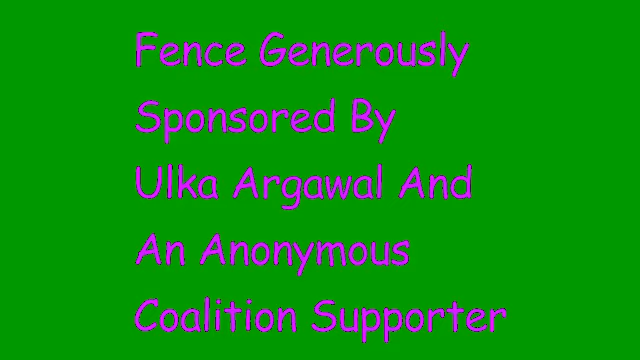 Fence Generously
Sponsored By
Ulka Argawal And
An Anonymous
Coalition Supporter